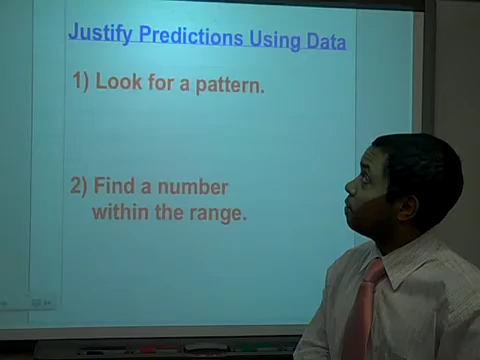 Justify Predictions Using Data
1) Look for a pattern.
2) Find a number
within the range.